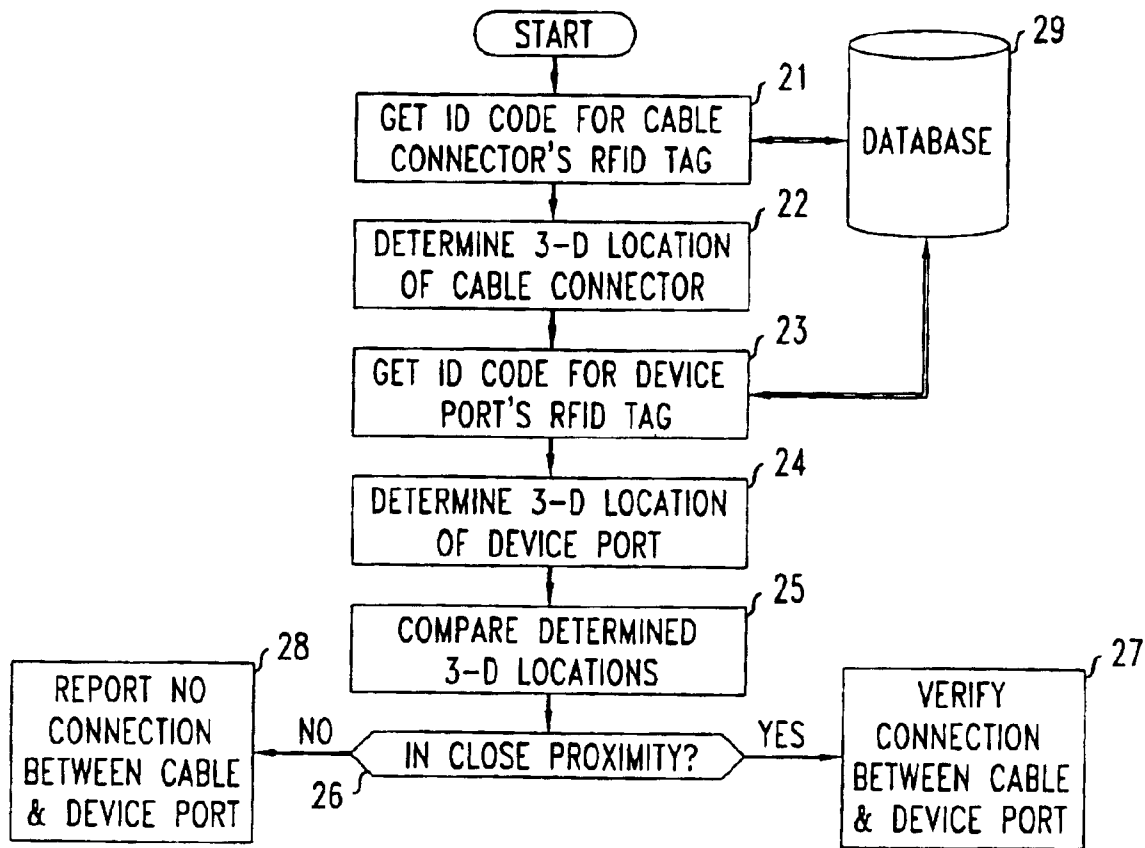 START
29
21
GET ID CODE FOR CABLE
CONNECTOR'S RFID TAG
DATABASE
22
DETERMINE 3-D LOCATION
OF CABLE CONNECTOR
23
GET ID CODE FOR DEVICE
PORT'S RFID TAG
24
DETERMINE 3-D LOCATION
OF DEVICE PORT
25
COMPARE DETERMINED
3-D LOCATIONS
28
REPORT NO
CONNECTION
BETWEEN CABLE
& DEVICE PORT
NO
IN CLOSE PROXIMITY?
26
YES
27
VERIFY
CONNECTION
BETWEEN CABLE
& DEVICE PORT